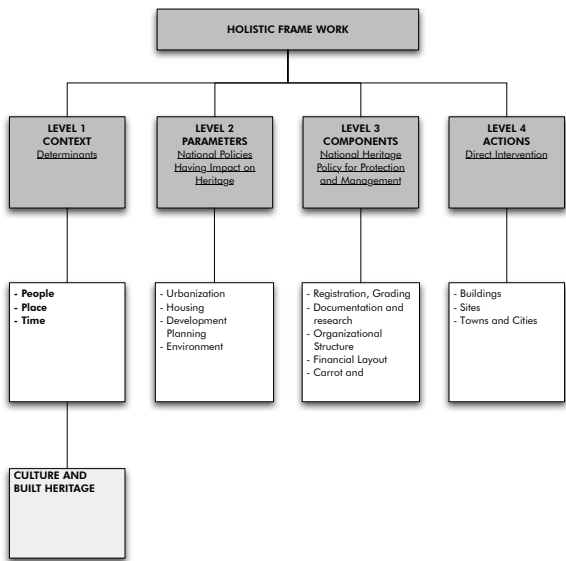 HOLISTIC FRAME WORK
LEVEL 1
CONTEXT
Determinants
LEVEL 2
PARAMETERS
National Policies
Having Impact on
Heritage
LEVEL 3
COMPONENTS
National Heritage
Policy for Protection
and Management
LEVEL 4
ACTIONS
Direct Intervention
- People
- Place
- Time
- Urbanization
- Housing
- Development
Planning
- Environment
- Registration, Grading
- Documentation and
research
- Organizational
Structure
- Financial Layout
- Carrot and
- Buildings
- Sites
- Towns and Cities
CULTURE AND
BUILT HERITAGE